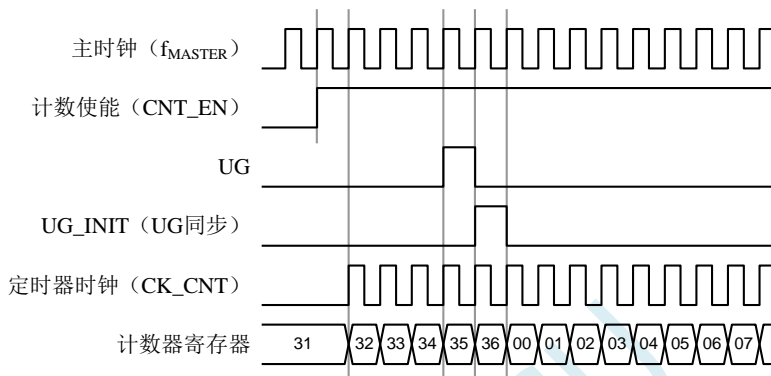 主时钟（fMASTER）
计数使能（CNT_EN）
UG
UG_INIT（UG同步）
定时器时钟（CK_CNT）
计数器寄存器 31 32 33 34 35 36 00 01 02 03 04 05 06 07